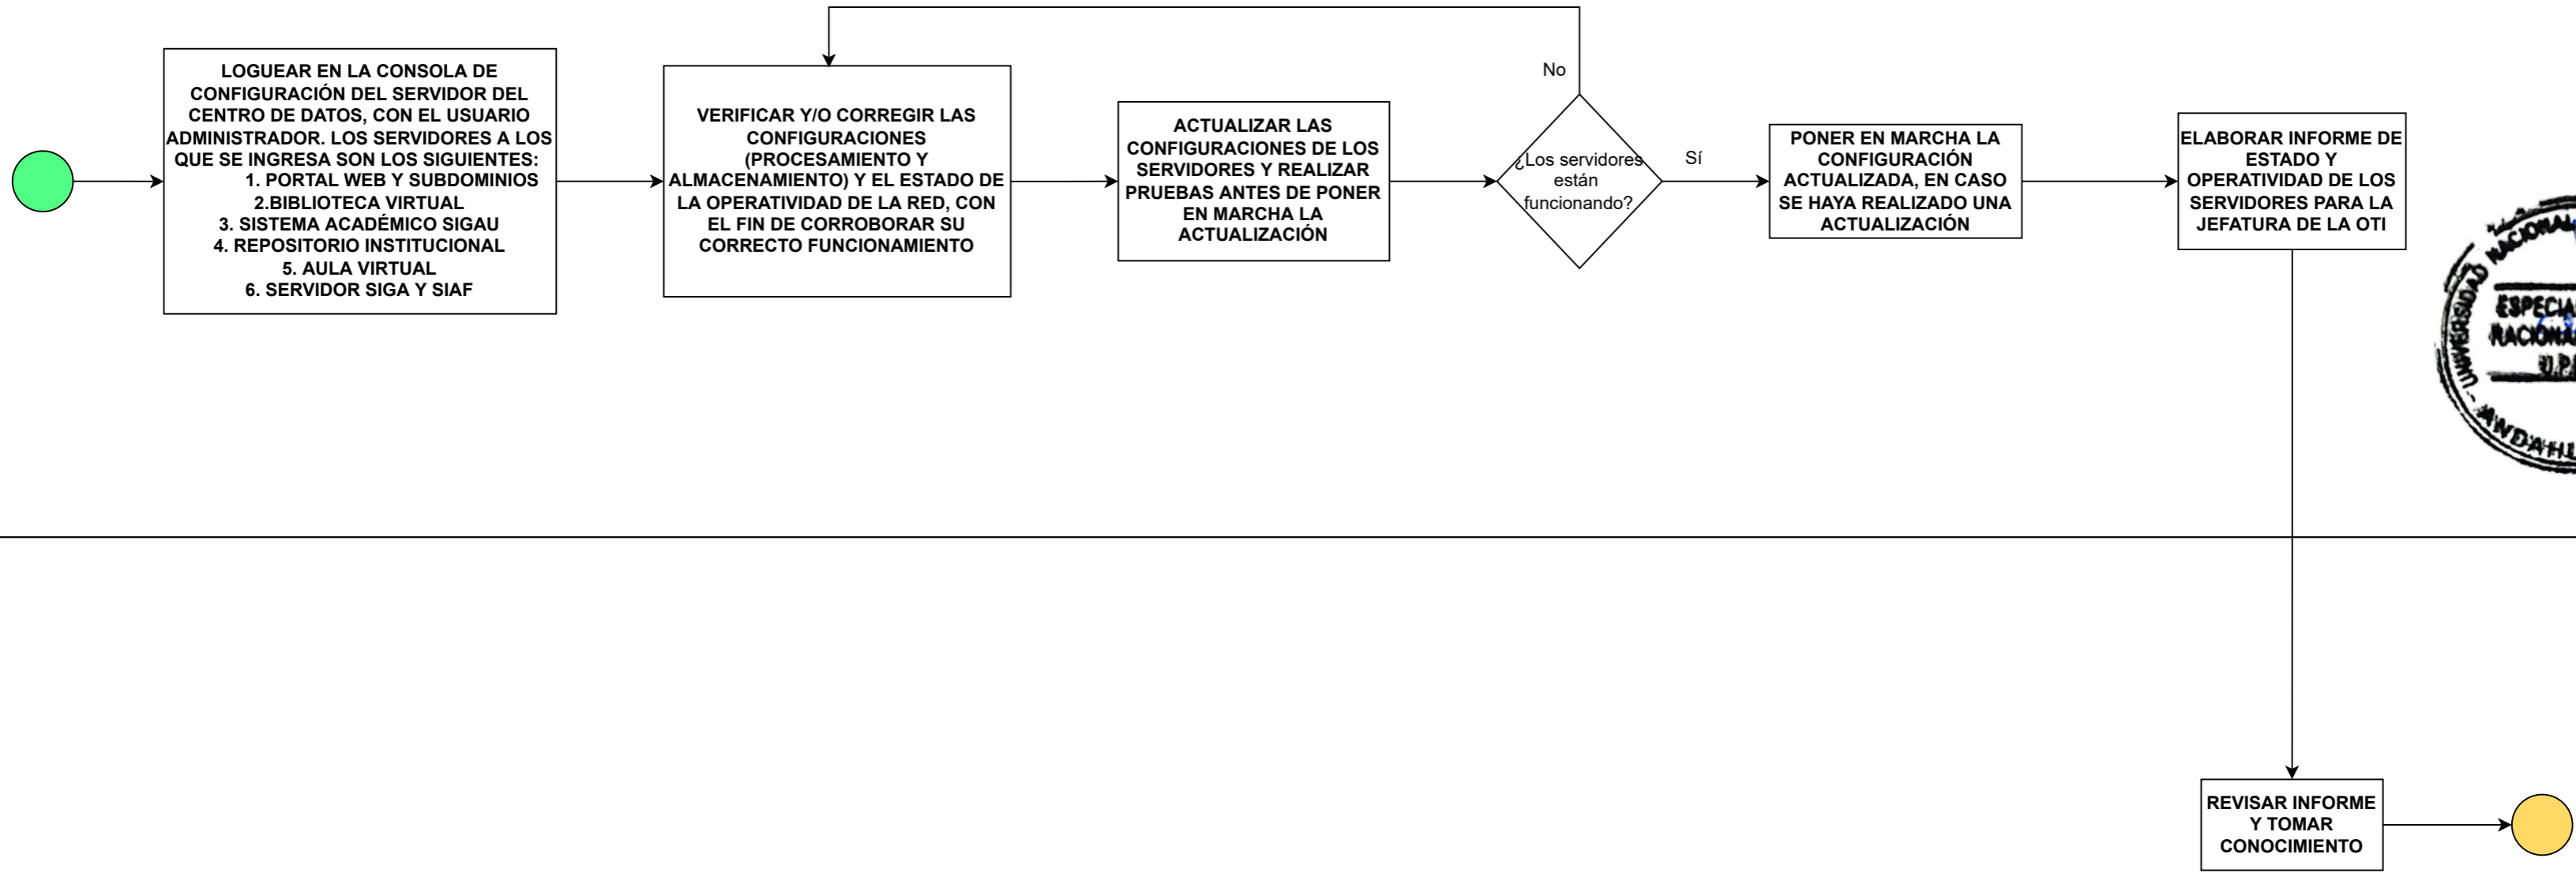 LOGUEAR EN LA CONSOLA DE
CONFIGURACIÓN DEL SERVIDOR DEL
CENTRO DE DATOS, CON EL USUARIO
ADMINISTRADOR. LOS SERVIDORES A LOS
QUE SE INGRESA SON LOS SIGUIENTES:
1. PORTAL WEB Y SUBDOMINIOS
2.BIBLIOTECA VIRTUAL
3. SISTEMA ACADÉMICO SIGAU
4. REPOSITORIO INSTITUCIONAL
5. AULA VIRTUAL
6. SERVIDOR SIGA Y SIAF
VERIFICAR Y/O CORREGIR LAS
CONFIGURACIONES
(PROCESAMIENTO Y
ALMACENAMIENTO) Y EL ESTADO DE
LA OPERATIVIDAD DE LA RED, CON
EL FIN DE CORROBORAR SU
CORRECTO FUNCIONAMIENTO
ACTUALIZAR LAS
CONFIGURACIONES DE LOS
SERVIDORES Y REALIZAR
PRUEBAS ANTES DE PONER
EN MARCHA LA
ACTUALIZACIÓN
No
¿Los servidores
están
funcionando?
Sí
PONER EN MARCHA LA
CONFIGURACIÓN
ACTUALIZADA, EN CASO
SE HAYA REALIZADO UNA
ACTUALIZACIÓN
ELABORAR INFORME DE
ESTADO Y
OPERATIVIDAD DE LOS
SERVIDORES PARA LA
JEFATURA DE LA OTI
UNIVERSIDAD NACIONAL
REVISAR INFORME
Y TOMAR
CONOCIMIENTO